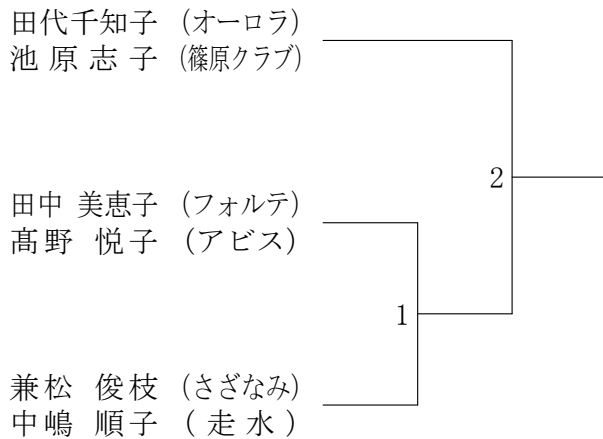 田代千知子 (オーロラ)
池原志子 (篠原クラブ)
2
田中 美恵子 (フォルテ)
髙野 悦子 (アビス)
1
兼松 俊枝 (さざなみ)
中嶋 順子 (走水)